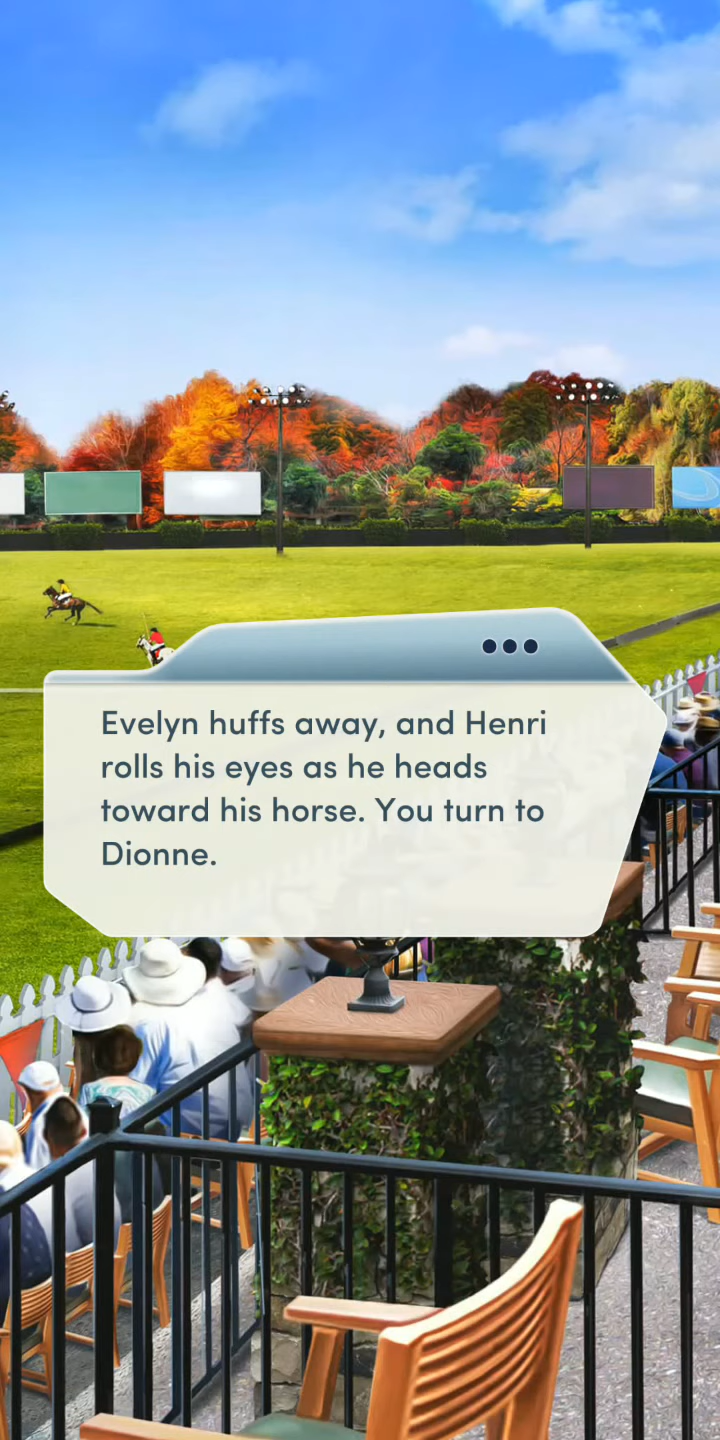 Evelyn huffs away, and Henri
rolls his eyes as he heads
toward his horse. You turn to
Dionne.